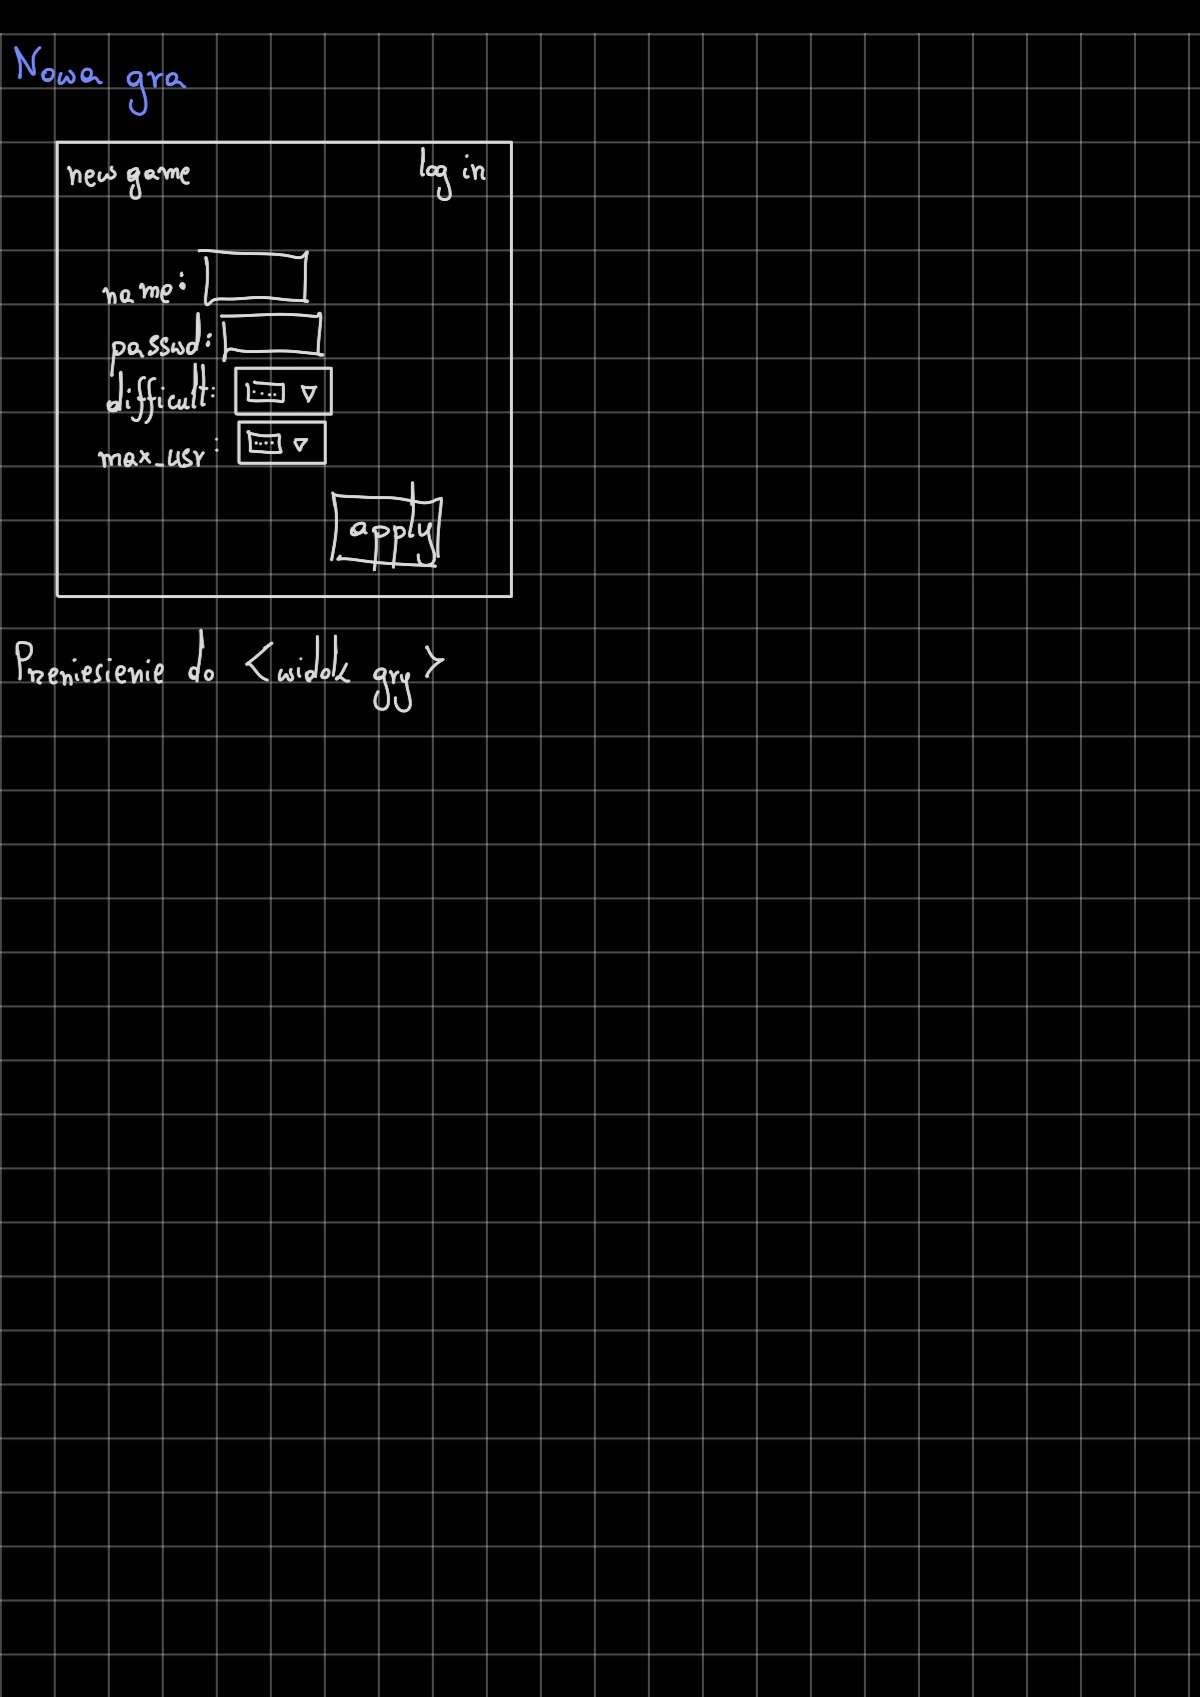 Nowa gra
new game log in
name:
passwd:
difficult:
max_usr:
apply
Przeniesienie do <widok gry>